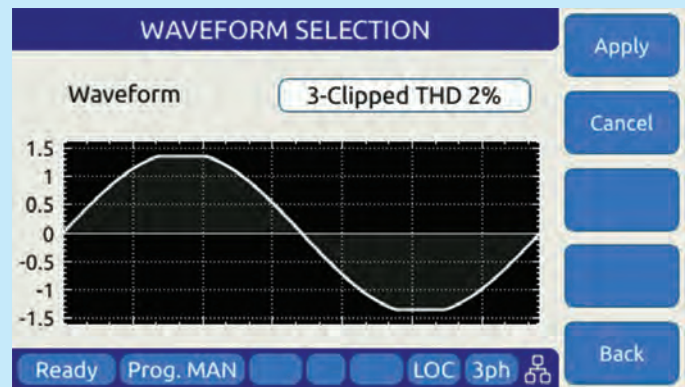 WAVEFORM SELECTION
Apply
Waveform
3-Clipped THD 2%
Cancel
1.5
1
0.5
0
-0.5
-1
-1.5
Back
Ready Prog. MAN LOC 3ph